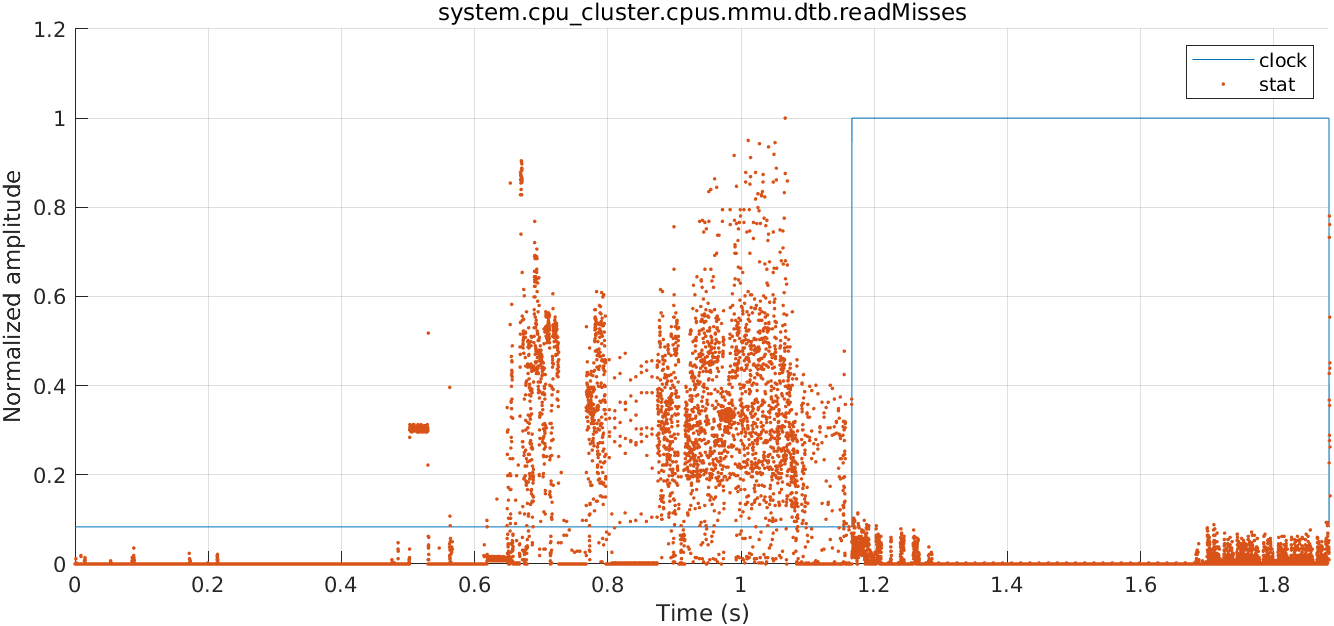 system.cpu_cluster.cpus.mmu.dtb.readMisses
clock
stat
Normalized amplitude
1.2
1
0.8
0.6
0.4
0.2
0
0 0.2 0.4 0.6 0.8 1 1.2 1.4 1.6 1.8
Time (s)